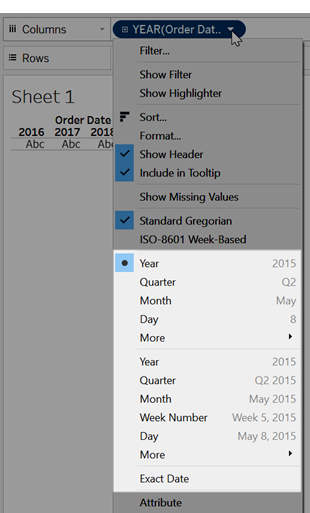 Columns YEAR(Order Dat..
Rows
Filter...
Show Filter
Show Highlighter
Sort...
Format...
Show Header
Include in Tooltip
Show Missing Values
Standard Gregorian
ISO-8601 Week-Based
Year 2015
Quarter Q2
Month May
Day 8
More
Year 2015
Quarter Q2 2015
Month May 2015
Week Number Week 5, 2015
Day May 8, 2015
More
Exact Date
Attribute
Sheet 1
Order Date
2016 2017 2018
Abc Abc Abc